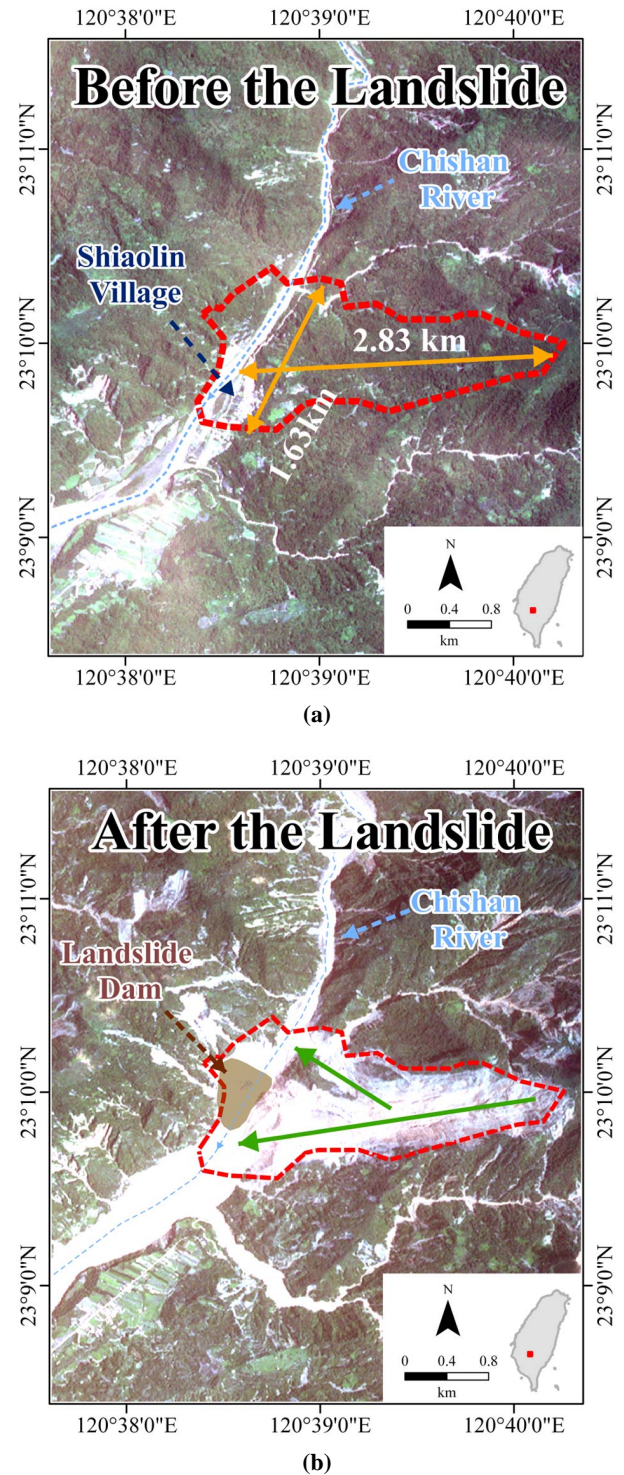 120°38'0"E 120°39'0"E 120°40'0"E
Before the Landslide
23°11'0"N
23°11'0"N
Chishan
River
Shiaolin
Village
23°10'0"N
23°10'0"N
2.83 km
1.63km
23°9'0"N
23°9'0"N
N
0 0.4 0.8
km
120°38'0"E 120°39'0"E 120°40'0"E
(a)
120°38'0"E 120°39'0"E 120°40'0"E
After the Landslide
23°11'0"N
23°11'0"N
Chishan
River
Landslide
Dam
23°10'0"N
23°10'0"N
23°9'0"N
23°9'0"N
N
0 0.4 0.8
km
120°38'0"E 120°39'0"E 120°40'0"E
(b)